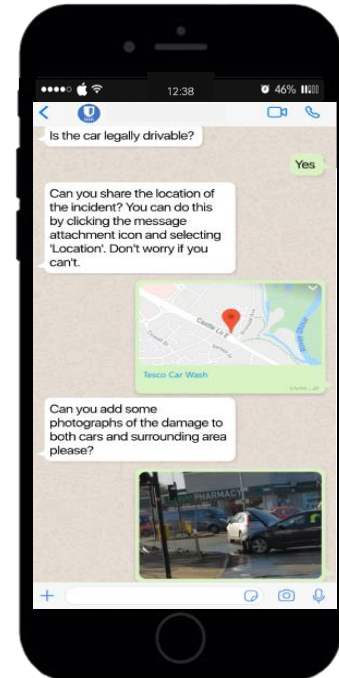 12:38
46%
Is the car legally drivable?
Yes
Can you share the location of
the incident? You can do this
by clicking the message
attachment icon and selecting
'Location'. Don't worry if you
can't.
Castle Ln E
Tesco Car Wash
Can you add some
photographs of the damage to
both cars and surrounding area
please?
PHARMACY